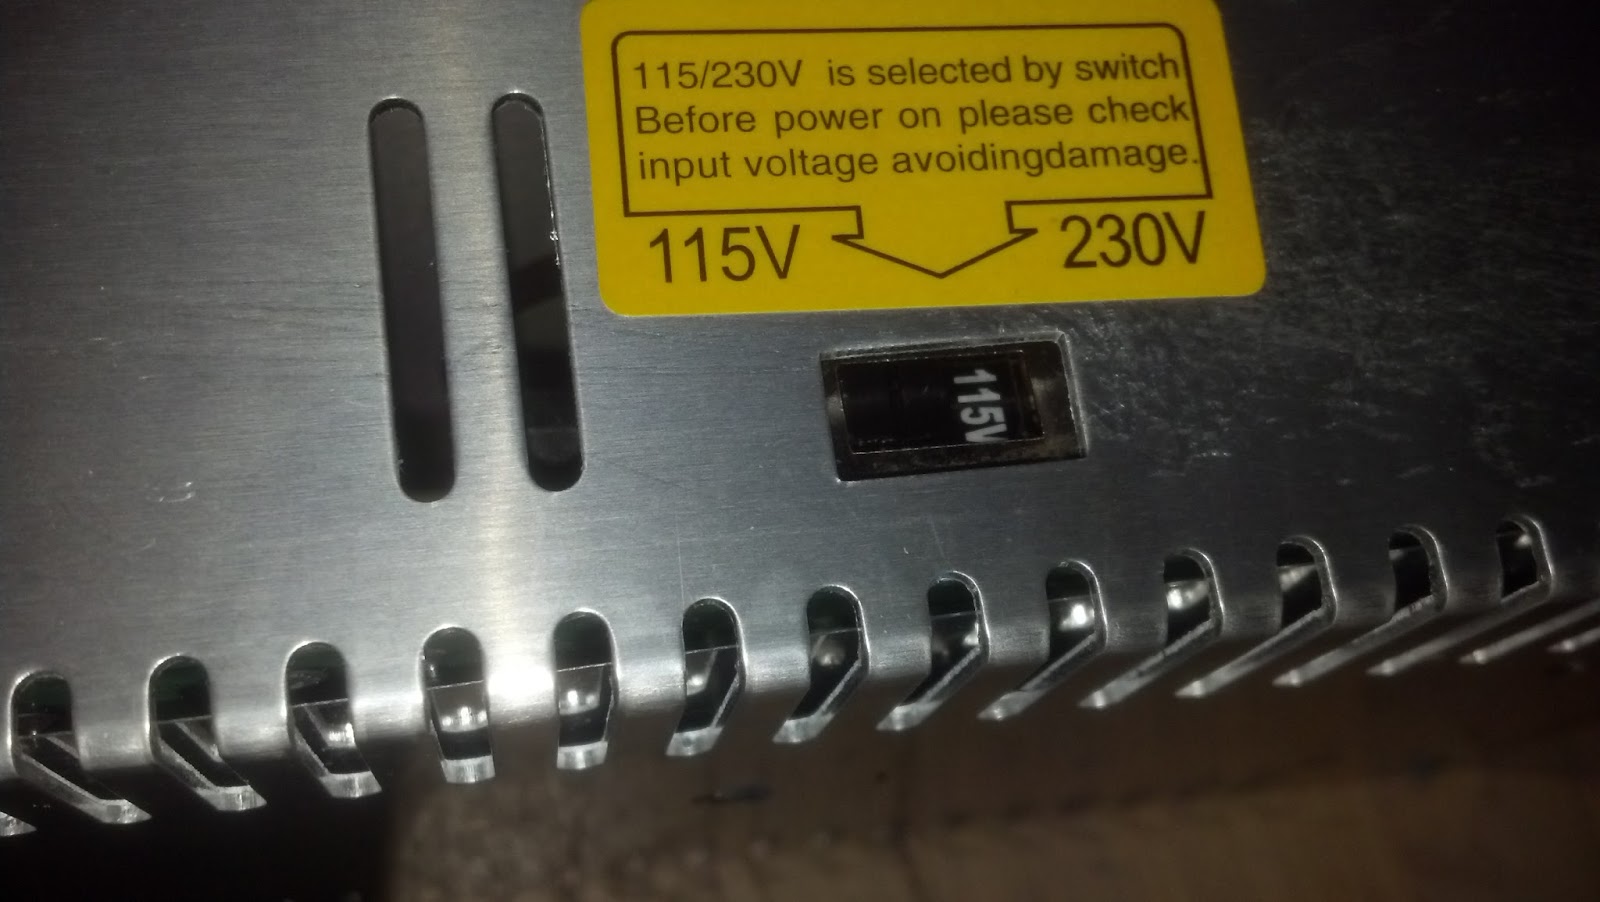 115/230V is selected by switch
Before power on please check
input voltage avoidingdamage.
115V 230V
115V